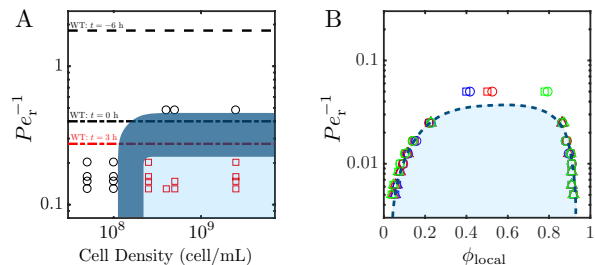 A
WT: t = −6 h
1
WT: t = 0 h
WT: t = 3 h
0.1
10^8
10^9
Pe_r^−1
Cell Density (cell/mL)
B
0.1
0.01
0
0.2
0.4
0.6
0.8
1
Pe_r^−1
ϕ_local